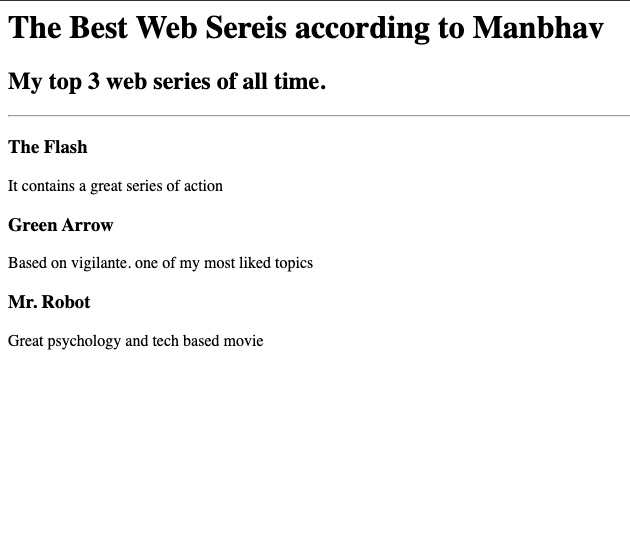 The Best Web Sereis according to Manbhav
My top 3 web series of all time.
The Flash
It contains a great series of action
Green Arrow
Based on vigilante. one of my most liked topics
Mr. Robot
Great psychology and tech based movie